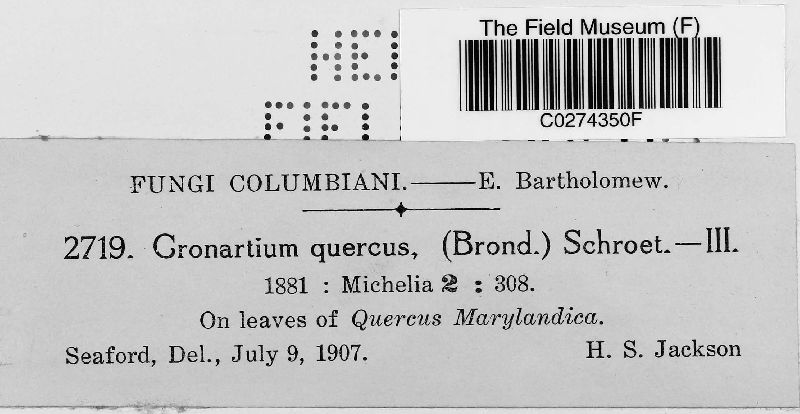 The Field Museum (F)
C0274350F
FUNGI COLUMBIANI.——E. Bartholomew.
2719. Cronartium quercus, (Brond.) Schroet.—III.
1881 : Michelia 2 : 308.
On leaves of Quercus Marylandica.
Seaford, Del., July 9, 1907. H. S. Jackson